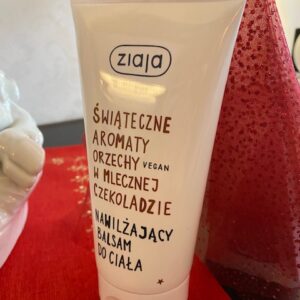 ziaja
ŚWIĄTECZNE
AROMATY
ORZECHY VEGAN
W MLECZNEJ
CZEKOLADZIE
NAWILŻAJĄCY
BALSAM
DO CIAŁA